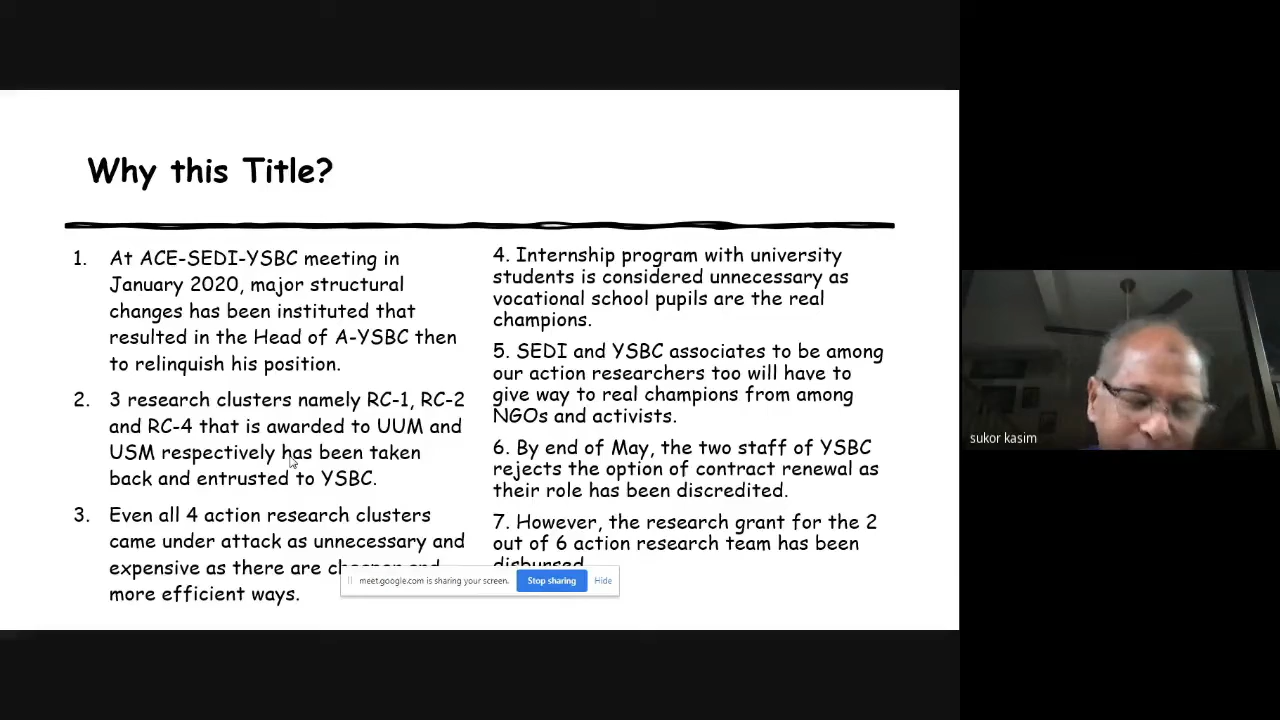 Why this Title?
1. At ACE-SEDI-YSBC meeting in
January 2020, major structural
changes has been instituted that
resulted in the Head of A-YSBC then
to relinquish his position.
2. 3 research clusters namely RC-1, RC-2
and RC-4 that is awarded to UUM and
USM respectively has been taken
back and entrusted to YSBC.
3. Even all 4 action research clusters
came under attack as unnecessary and
expensive as there are cheaper and
more efficient ways.
4. Internship program with university
students is considered unnecessary as
vocational school pupils are the real
champions.
5. SEDI and YSBC associates to be among
our action researchers too will have to
give way to real champions from among
NGOs and activists.
6. By end of May, the two staff of YSBC
rejects the option of contract renewal as
their role has been discredited.
7. However, the research grant for the 2
out of 6 action research team has been
disbursed
meet.google.com is sharing your screen. Stop sharing Hide
sukor kasim